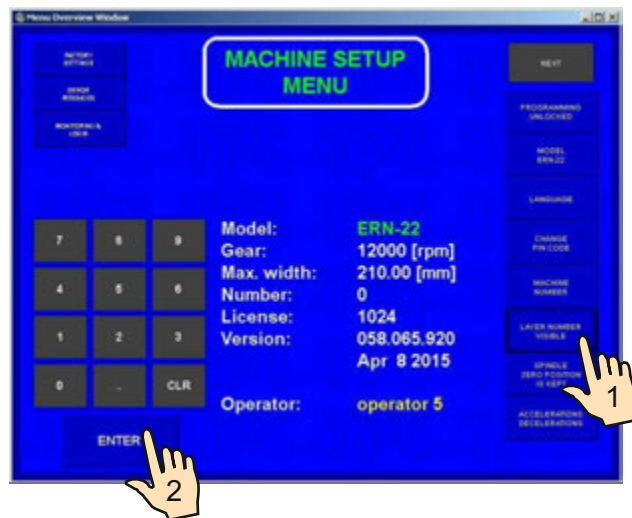 Menu Overview Window
FACTORY
SETTINGS
ERROR
MESSAGES
MONITORING &
MACHINE SETUP
MENU
NEXT
PROGRAMMING
UNLOCKED
MODEL
ERN-22
LANGUAGE
CHANGE
PIN CODE
MACHINE
NUMBER
LAYER NUMBER
VISIBLE
SPINDLE
ZERO POSITION
IS KEPT
ACCELERATIONS
DECELERATIONS
7
8
9
4
5
6
1
2
3
0
.
CLR
ENTER
Model: ERN-22
Gear: 12000 [rpm]
Max. width: 210.00 [mm]
Number: 0
License: 1024
Version: 058.065.920
Apr 8 2015
Operator: operator 5
1
2